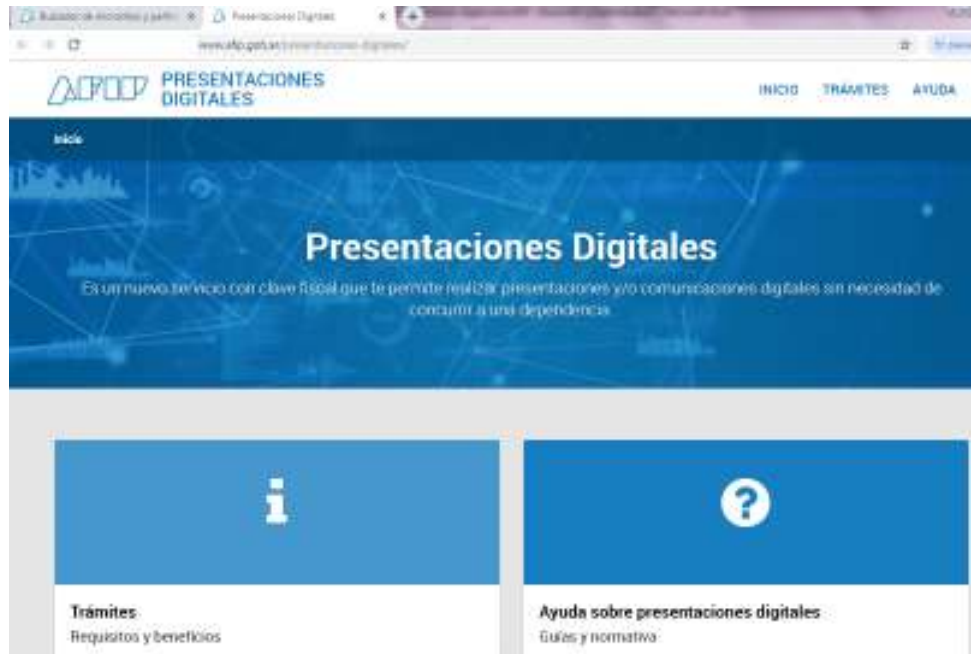 Presentaciones Digitales
AFIP PRESENTACIONES
DIGITALES
INICIO TRÁMITES AYUDA
Inicio
Presentaciones Digitales
Es un nuevo servicio con clave fiscal que te permite realizar presentaciones y/o comunicaciones digitales sin necesidad de
concurrir a una dependencia
Trámites
Requisitos y beneficios
Ayuda sobre presentaciones digitales
Guías y normativa